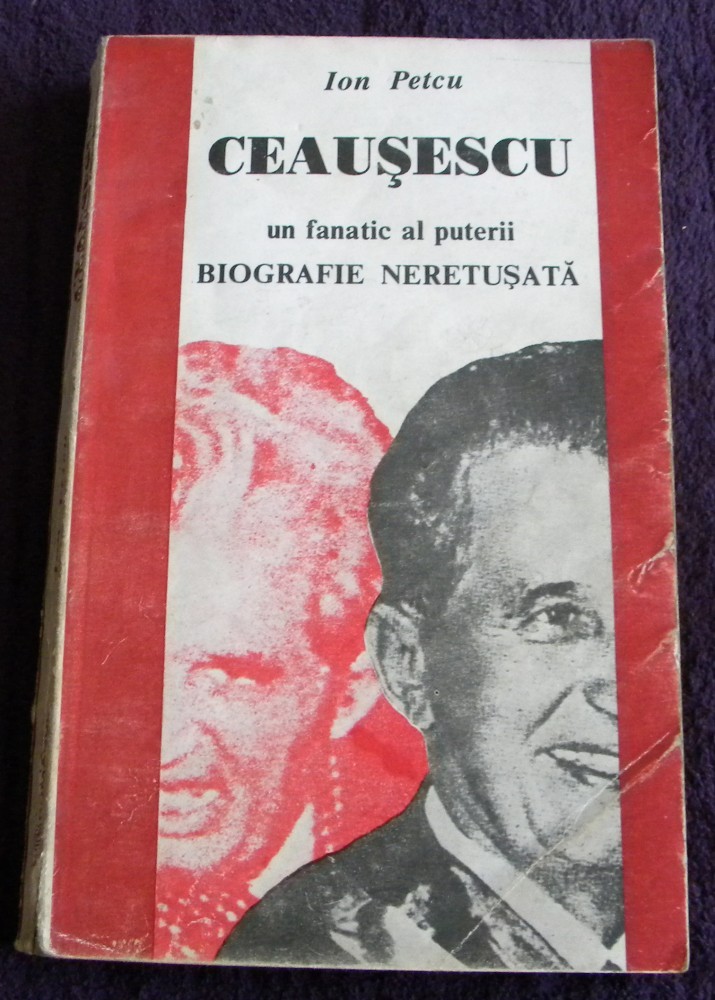 Ion Petcu
CEAUŞESCU
un fanatic al puterii
BIOGRAFIE NERETUŞATĂ